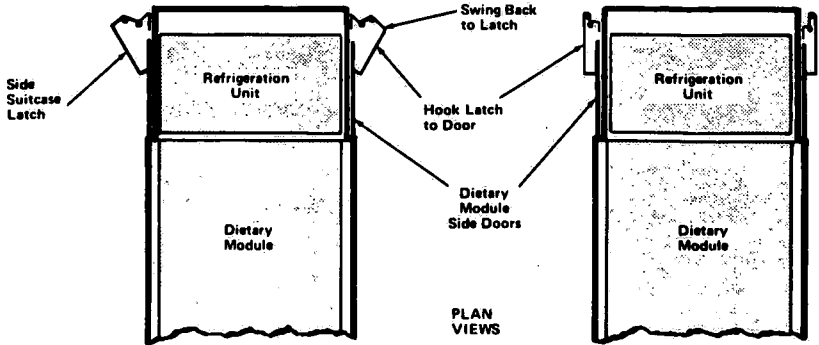 Swing Back
to Latch
Side
Suitcase
Latch
Refrigeration
Unit
Hook Latch
to Door
Refrigeration
Unit
Dietary
Module
Side Doors
Dietary
Module
Dietary
Module
PLAN
VIEWS